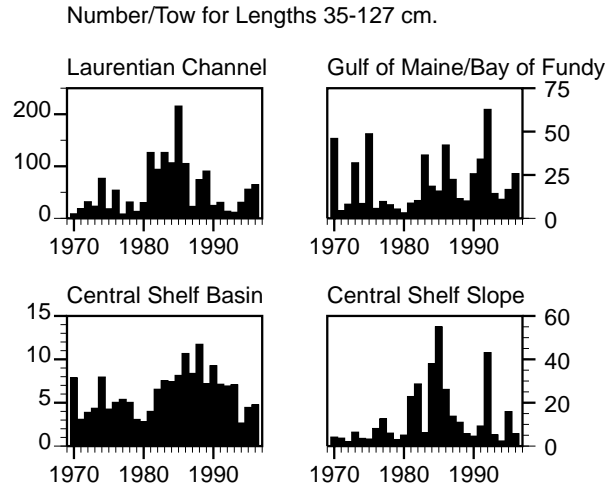 Number/Tow for Lengths 35-127 cm.
Laurentian Channel
200
100
0
1970 1980 1990
Gulf of Maine/Bay of Fundy
75
50
25
0
1970 1980 1990
Central Shelf Basin
15
10
5
0
1970 1980 1990
Central Shelf Slope
60
40
20
0
1970 1980 1990